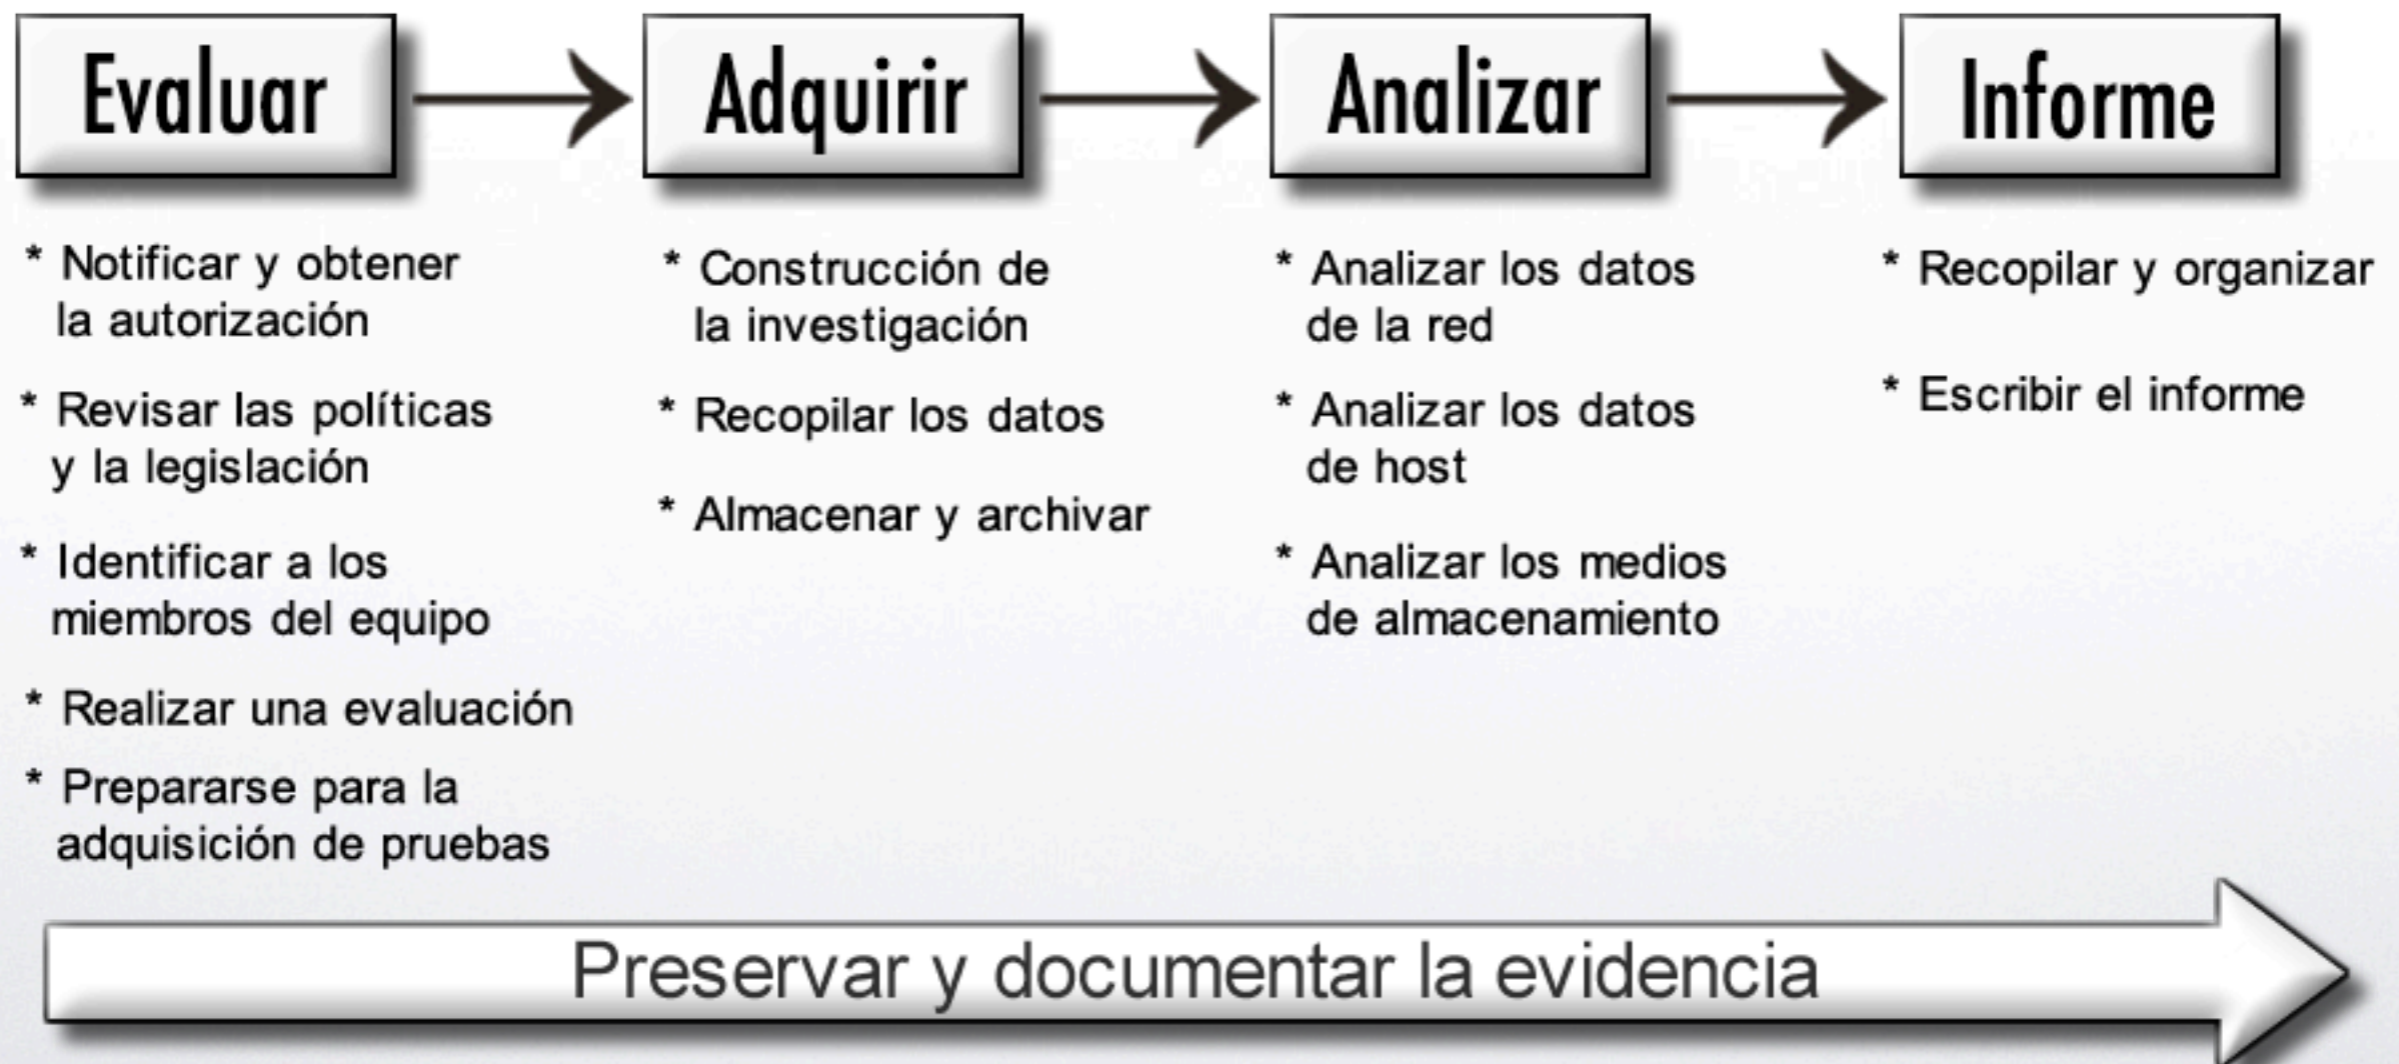 Evaluar
Adquirir
Analizar
Informe
* Notificar y obtener
la autorización
* Revisar las políticas
y la legislación
* Identificar a los
miembros del equipo
* Realizar una evaluación
* Prepararse para la
adquisición de pruebas
* Construcción de
la investigación
* Recopilar los datos
* Almacenar y archivar
* Analizar los datos
de la red
* Analizar los datos
de host
* Analizar los medios
de almacenamiento
* Recopilar y organizar
* Escribir el informe
Preservar y documentar la evidencia